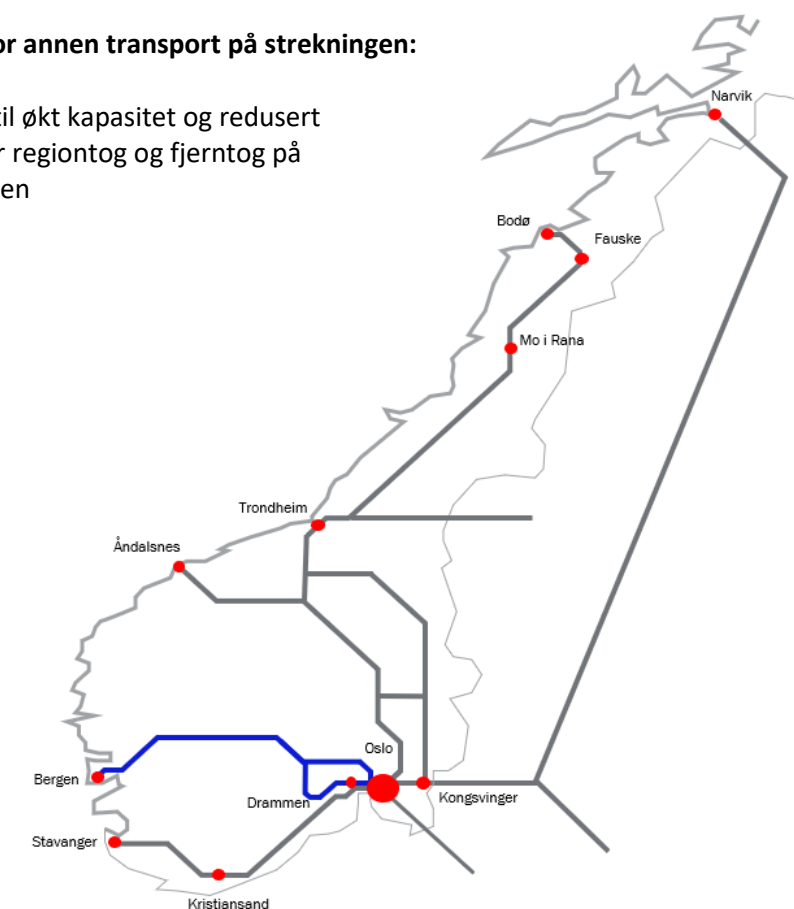 or annen transport på strekningen:
til økt kapasitet og redusert
r regiontog og fjerntog på
en
Narvik
Bodø
Fauske
Mo i Rana
Trondheim
Åndalsnes
Oslo
Bergen
Drammen
Kongsvinger
Stavanger
Kristiansand